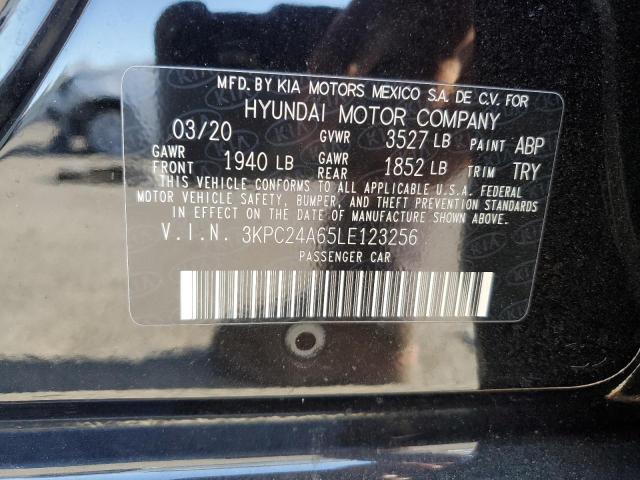 MFD. BY KIA MOTORS MEXICO S.A. DE C.V. FOR
HYUNDAI MOTOR COMPANY
03/20 GVWR 3527 LB PAINT ABP
GAWR FRONT 1940 LB GAWR REAR 1852 LB TRIM TRY
THIS VEHICLE CONFORMS TO ALL APPLICABLE U.S.A. FEDERAL
MOTOR VEHICLE SAFETY, BUMPER, AND THEFT PREVENTION STANDARDS
IN EFFECT ON THE DATE OF MANUFACTURE SHOWN ABOVE.
V.I.N. 3KPC24A65LE123256
PASSENGER CAR